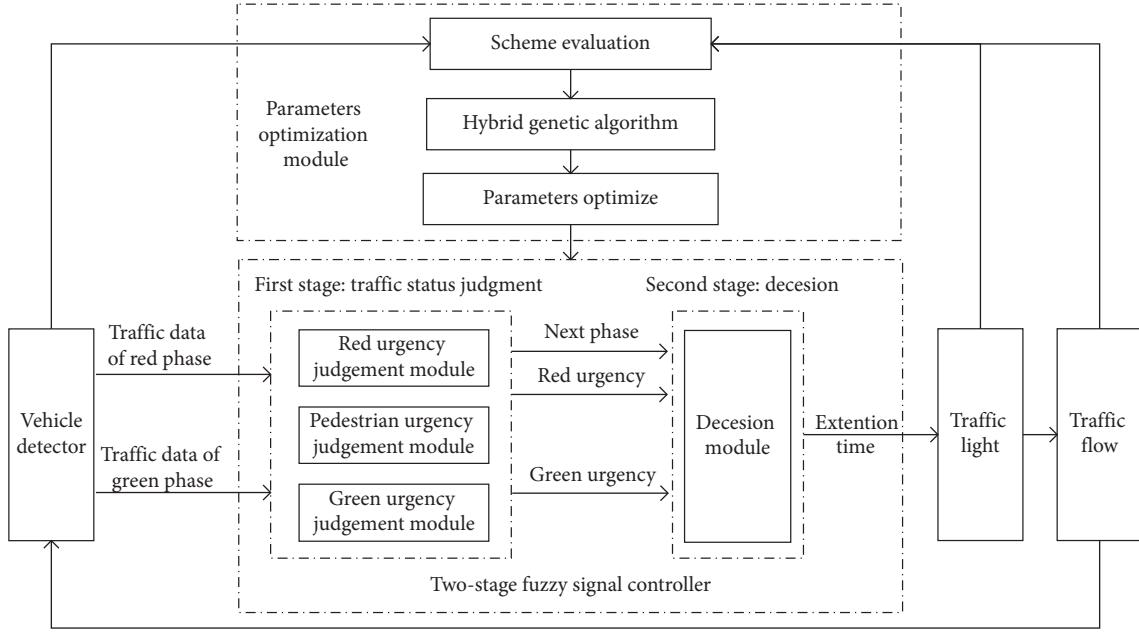 Scheme evaluation
Parameters
optimization
module
Hybrid genetic algorithm
Parameters optimize
First stage: traffic status judgment
Second stage: decesion
Vehicle
detector
Traffic data
of red phase
Traffic data of
green phase
Red urgency
judgement module
Pedestrian urgency
judgement module
Green urgency
judgement module
Next phase
Red urgency
Green urgency
Decesion
module
Extention
time
Traffic
light
Traffic
flow
Two-stage fuzzy signal controller